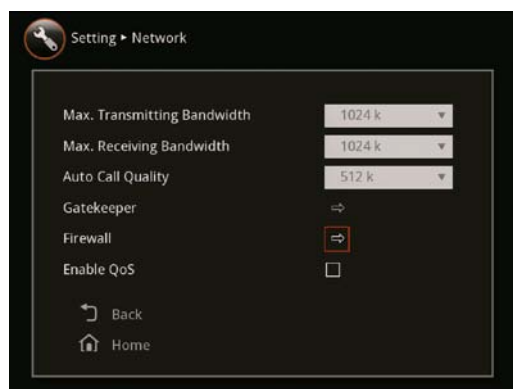 Setting ▸ Network
Max. Transmitting Bandwidth 1024 k
Max. Receiving Bandwidth 1024 k
Auto Call Quality 512 k
Gatekeeper
Firewall
Enable QoS
Back
Home